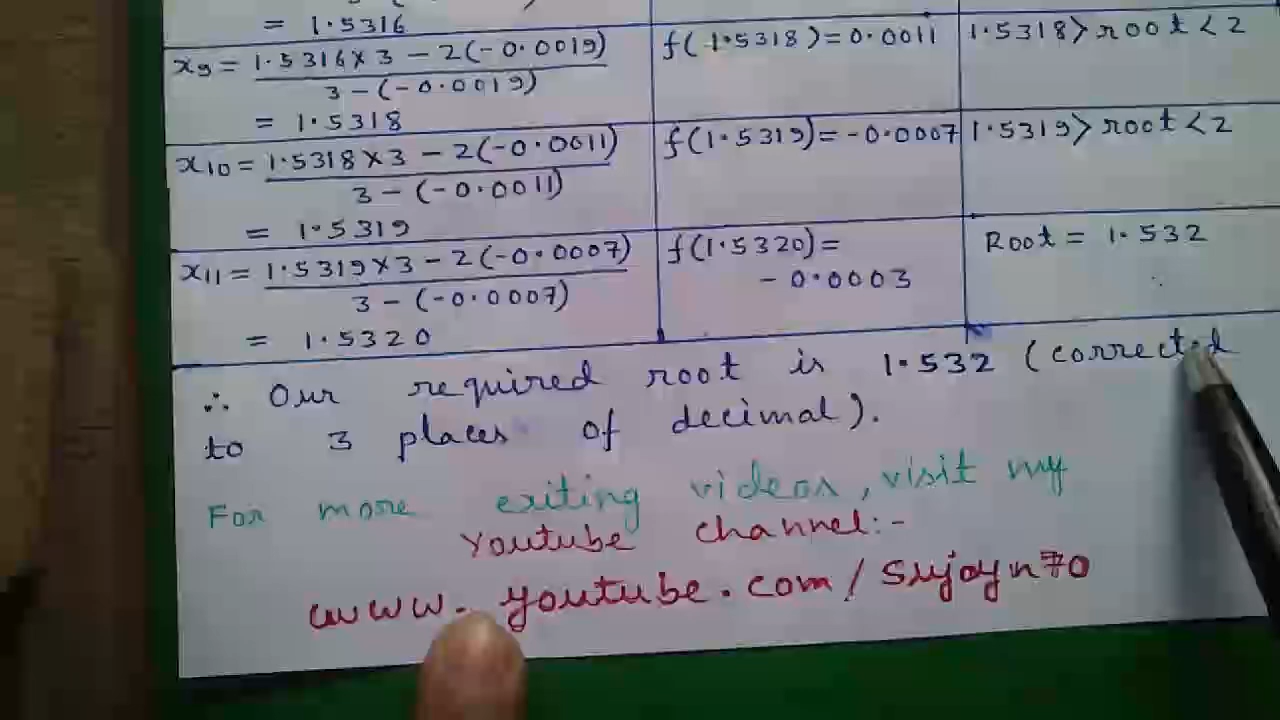 = 1.5316
x9 = 1.5316×3 - 2(-0.0019) / 3-(-0.0019) f(1.5318)=0.0011 1.5318> root <2
= 1.5318
x10 = 1.5318×3 - 2(-0.0011) / 3-(-0.0011) f(1.5319)=-0.0007 1.5319> root <2
= 1.5319
x11 = 1.5319×3 - 2(-0.0007) / 3-(-0.0007) f(1.5320)= -0.0003 Root = 1.532
= 1.5320
∴ Our required root is 1.532 (corrected
to 3 places of decimal).
For more exiting videos, visit my
Youtube channel:-
www.youtube.com/sujoyn70